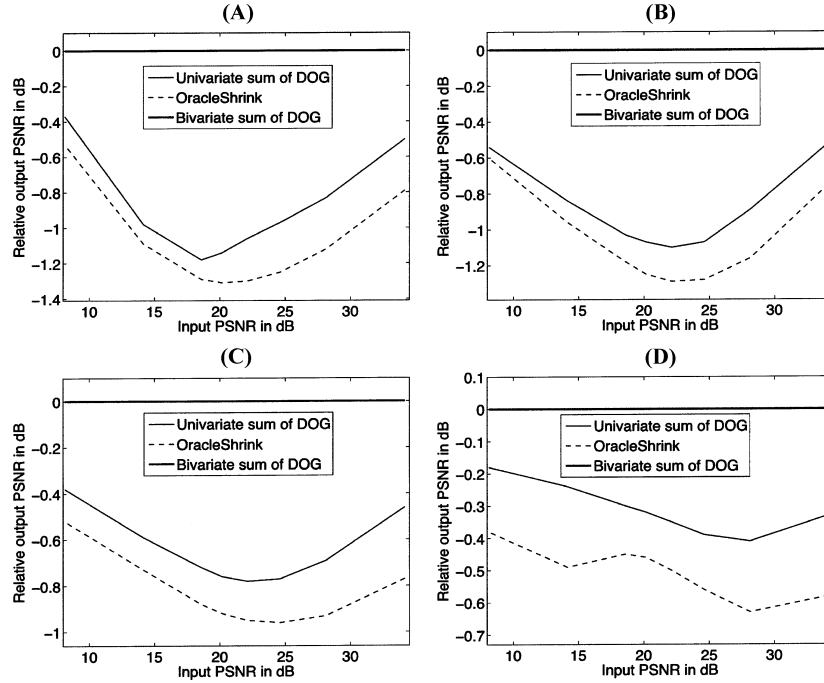 (A)
0
−0.2
−0.4
−0.6
−0.8
−1
−1.2
−1.4
Relative output PSNR in dB
Univariate sum of DOG
OracleShrink
Bivariate sum of DOG
10 15 20 25 30
Input PSNR in dB
(B)
0
−0.2
−0.4
−0.6
−0.8
−1
−1.2
Relative output PSNR in dB
Univariate sum of DOG
OracleShrink
Bivariate sum of DOG
10 15 20 25 30
Input PSNR in dB
(C)
0
−0.2
−0.4
−0.6
−0.8
−1
Relative output PSNR in dB
Univariate sum of DOG
OracleShrink
Bivariate sum of DOG
10 15 20 25 30
Input PSNR in dB
(D)
0.1
0
−0.1
−0.2
−0.3
−0.4
−0.5
−0.6
−0.7
Relative output PSNR in dB
Univariate sum of DOG
OracleShrink
Bivariate sum of DOG
10 15 20 25 30
Input PSNR in dB